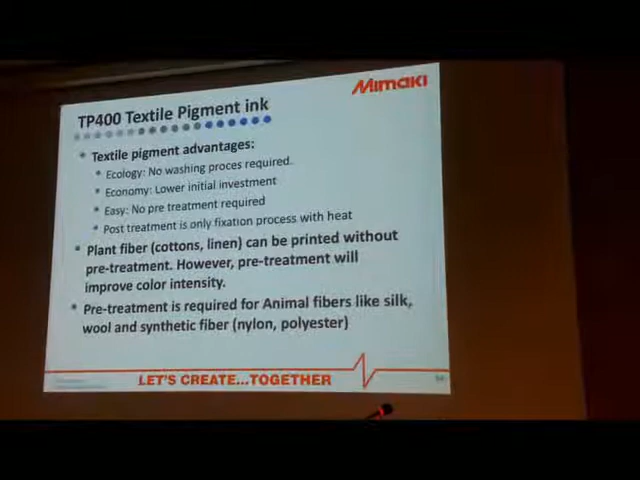 Mimaki
TP400 Textile Pigment ink
Textile pigment advantages:
Ecology: No washing proces required.
Economy: Lower initial investment
Easy: No pre treatment required
Post treatment is only fixation process with heat
Plant fiber (cottons, linen) can be printed without
pre-treatment. However, pre-treatment will
improve color intensity.
Pre-treatment is required for Animal fibers like silk,
wool and synthetic fiber (nylon, polyester)
LET'S CREATE...TOGETHER